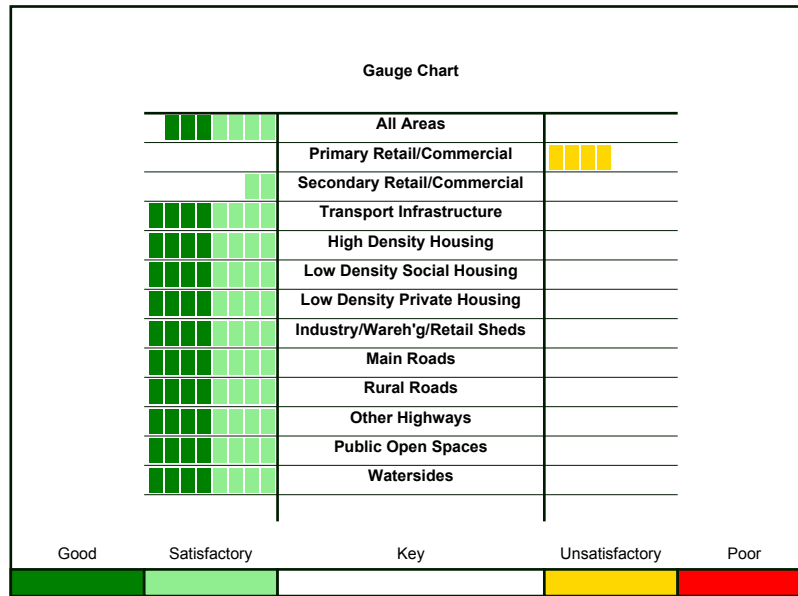 Gauge Chart
All Areas
Primary Retail/Commercial
Secondary Retail/Commercial
Transport Infrastructure
High Density Housing
Low Density Social Housing
Low Density Private Housing
Industry/Wareh'g/Retail Sheds
Main Roads
Rural Roads
Other Highways
Public Open Spaces
Watersides
Good Satisfactory Key Unsatisfactory Poor